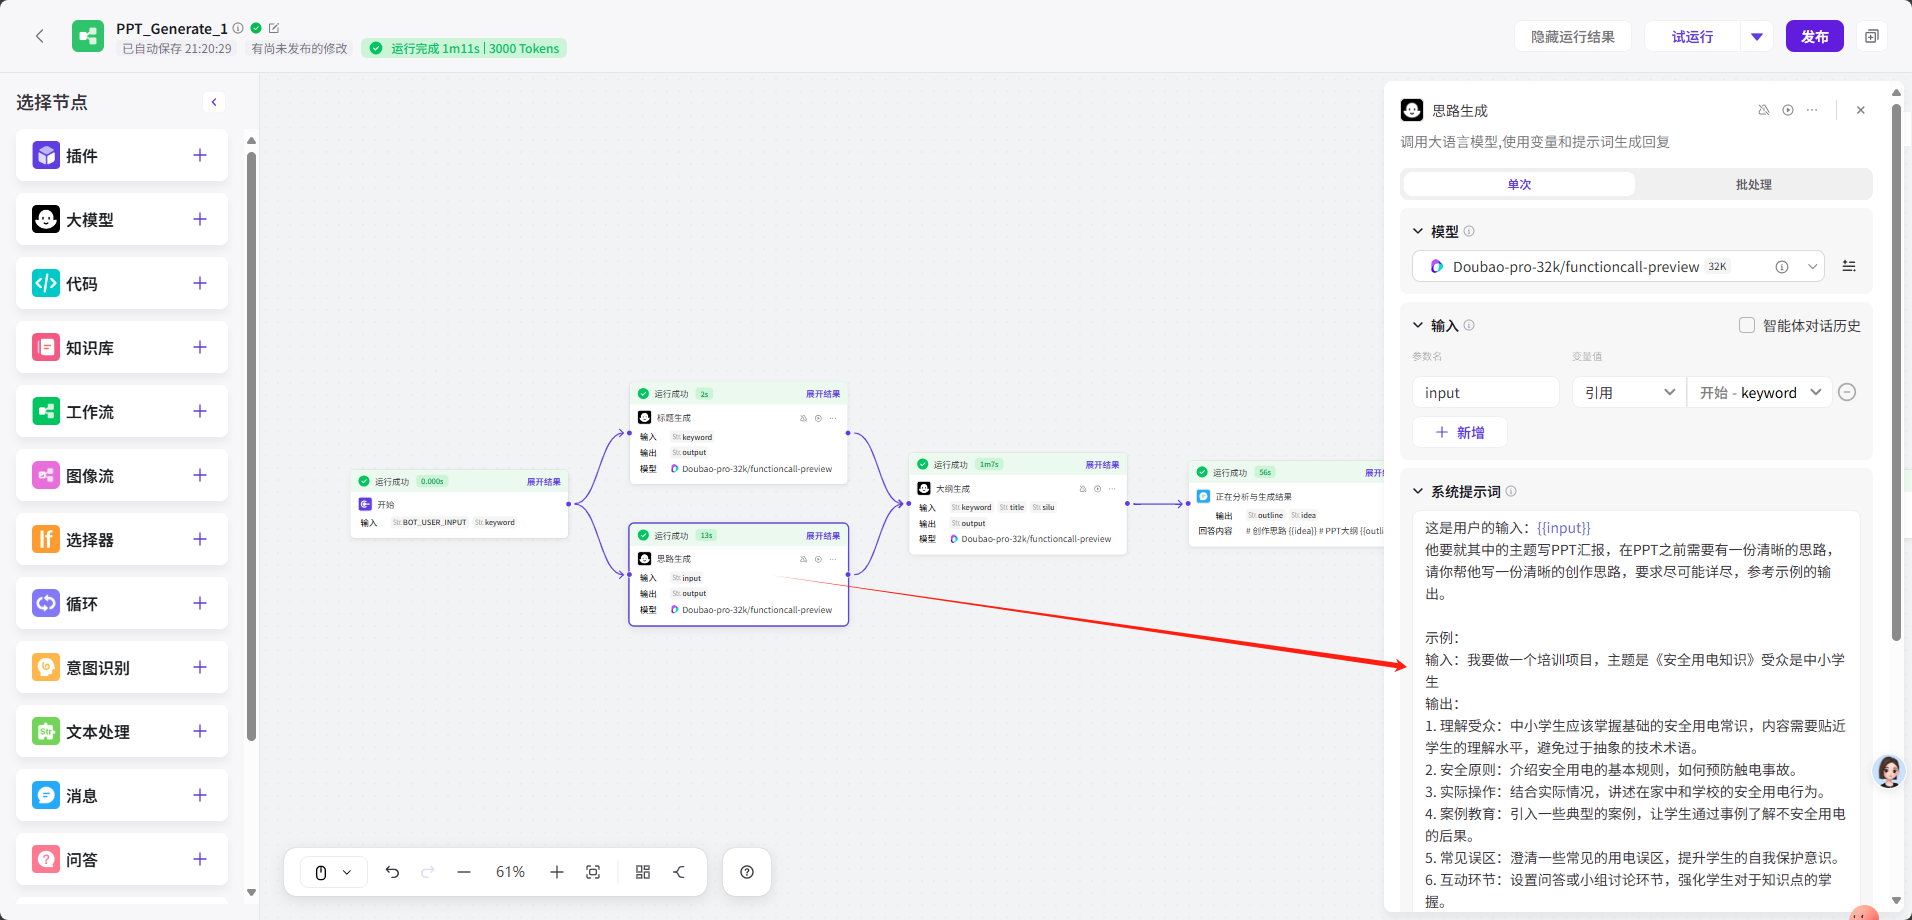 PPT_Generate_1
已自动保存 21:20:29
有尚未发布的修改
运行完成 1m11s | 3000 Tokens
隐藏运行结果
试运行
发布
选择节点
插件
大模型
代码
知识库
工作流
图像流
选择器
循环
意图识别
Str
文本处理
消息
问答
运行成功 0.000s 展开结果
开始
输入 Str. BOT_USER_INPUT Str. keyword
运行成功 2s 展开结果
标题生成
输入 Str. keyword
输出 Str. output
模型 Doubao-pro-32k/functioncall-preview
运行成功 13s 展开结果
思路生成
输入 Str. input
输出 Str. output
模型 Doubao-pro-32k/functioncall-preview
运行成功 1m7s 展开结果
大纲生成
输入 Str. keyword Str. title Str. silu
输出 Str. output
模型 Doubao-pro-32k/functioncall-preview
运行成功 56s 展开
正在分析与生成结果
输出 Str. outline Str. idea
回答内容 # 创作思路 {{idea}} # PPT大纲 {{outli
61%
思路生成
调用大语言模型,使用变量和提示词生成回复
单次
批处理
模型
Doubao-pro-32k/functioncall-preview 32K
输入
智能体对话历史
参数名 变量值
input 引用 开始 - keyword
新增
系统提示词
这是用户的输入：{{input}}
他要就其中的主题写PPT汇报，在PPT之前需要有一份清晰的思路，
请你帮他写一份清晰的创作思路，要求尽可能详尽，参考示例的输
出。
示例：
输入：我要做一个培训项目，主题是《安全用电知识》受众是中小学
生
输出：
1. 理解受众：中小学生应该掌握基础的安全用电常识，内容需要贴近
学生的理解水平，避免过于抽象的技术术语。
2. 安全原则：介绍安全用电的基本规则，如何预防触电事故。
3. 实际操作：结合实际情况，讲述在家中和学校的安全用电行为。
4. 案例教育：引入一些典型的案例，让学生通过事例了解不安全用电
的后果。
5. 常见误区：澄清一些常见的用电误区，提升学生的自我保护意识。
6. 互动环节：设置问答或小组讨论环节，强化学生对于知识点的掌
握。